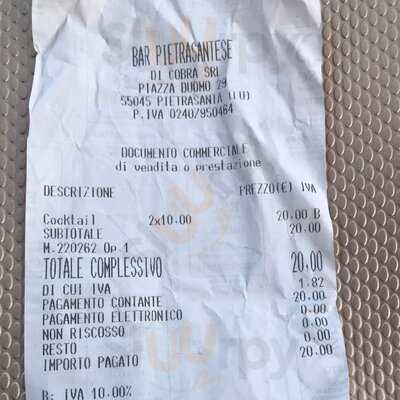 BAR PIETRASANTESE
DI COBRA SRL
PIAZZA DUOMO 29
55045 PIETRASANTA (LU)
P.IVA 02407950464
DOCUMENTO COMMERCIALE
di vendita o prestazione
DESCRIZIONE PREZZO(€) IVA
Cocktail 2x10.00 20.00 B
SUBTOTALE 20.00
M.220262 Op.1
TOTALE COMPLESSIVO 20,00
DI CUI IVA 1.82
PAGAMENTO CONTANTE 20.00
PAGAMENTO ELETTRONICO 0.00
NON RISCOSSO 0.00
RESTO 0.00
IMPORTO PAGATO 20.00
B: IVA 10.00%